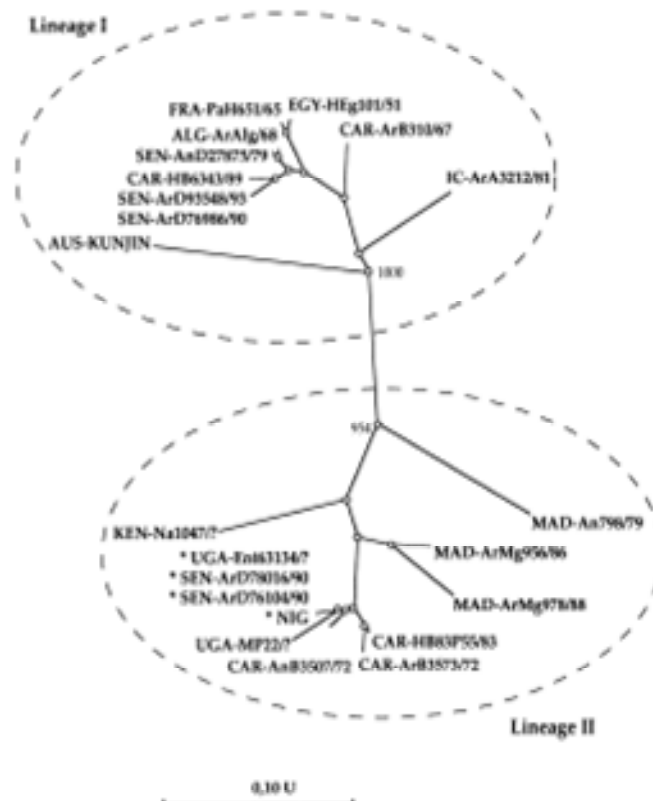 Lineage I
FRA-PaH651/65
EGY-HEg101/51
ALG-ArAlg/68
CAR-ArB310/67
SEN-AnD27875/79
CAR-HB6343/89
IC-ArA3212/81
SEN-ArD93548/93
SEN-ArD76986/90
AUS-KUNJIN
1000
954
MAD-An798/79
KEN-Na1047/?
MAD-ArMg956/86
* UGA-Ent63134/?
* SEN-ArD78016/90
* SEN-ArD76104/90
MAD-ArMg978/88
* NIG
UGA-MP22/?
CAR-HB83P55/83
CAR-AnB3507/72
CAR-ArB3573/72
Lineage II
0,10 U